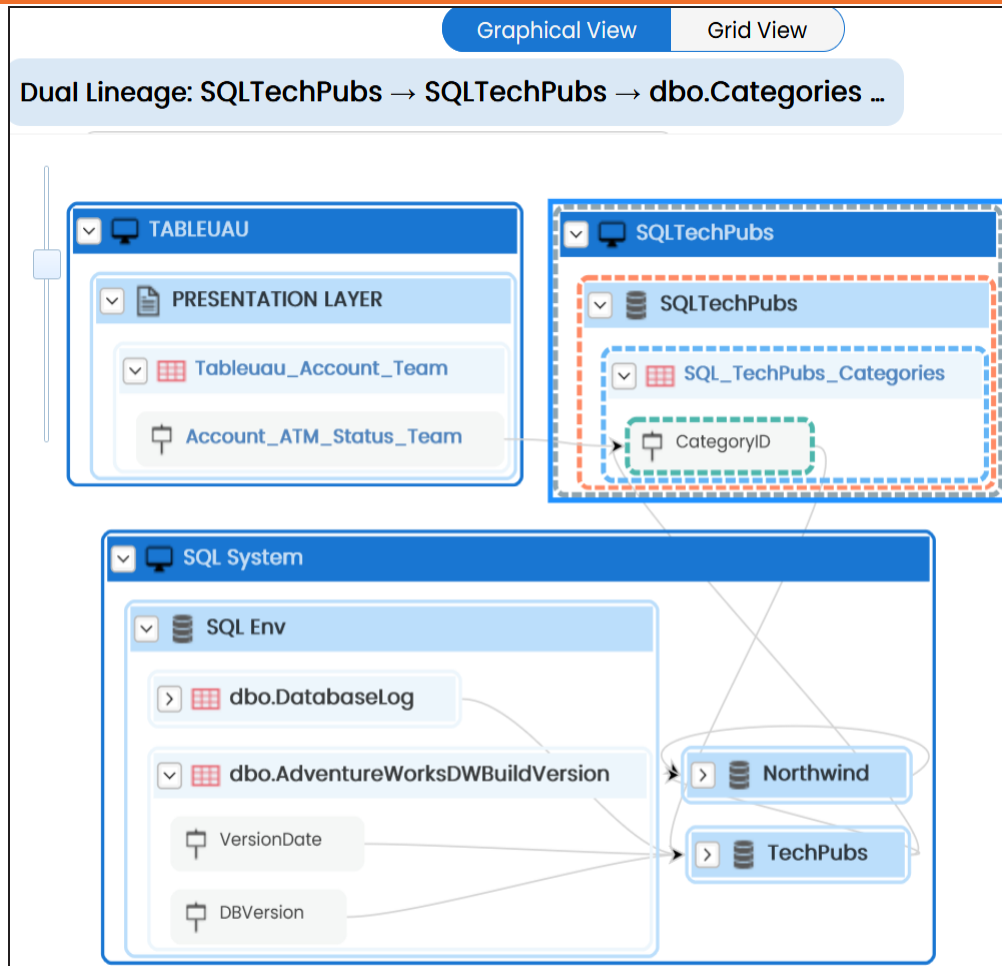 Graphical View Grid View
Dual Lineage: SQLTechPubs → SQLTechPubs → dbo.Categories ...
TABLEUAU
PRESENTATION LAYER
Tableuau_Account_Team
Account_ATM_Status_Team
SQLTechPubs
SQLTechPubs
SQL_TechPubs_Categories
CategoryID
SQL System
SQL Env
dbo.DatabaseLog
dbo.AdventureWorksDWBuildVersion
VersionDate
DBVersion
Northwind
TechPubs